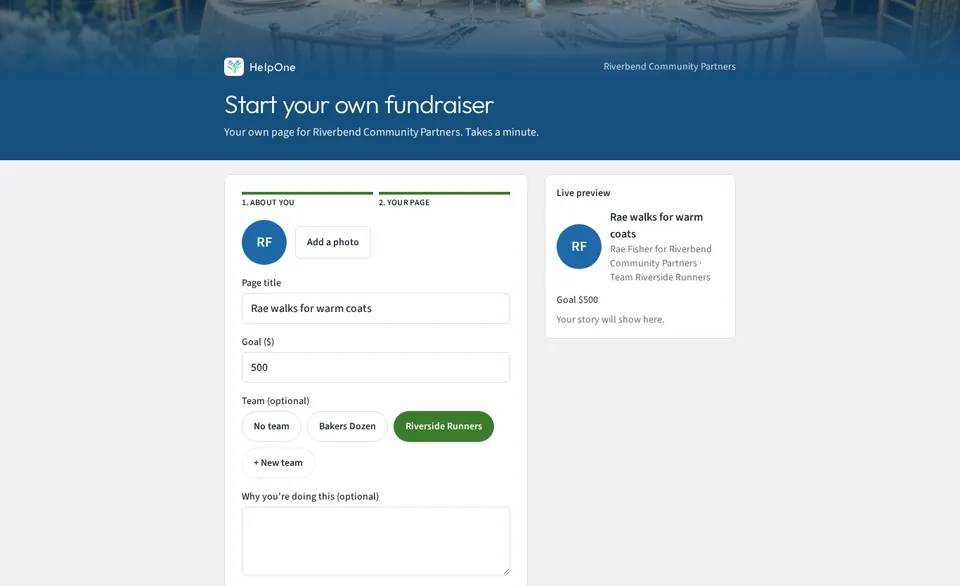 HelpOne
Riverbend Community Partners
Start your own fundraiser
Your own page for Riverbend Community Partners. Takes a minute.
1. ABOUT YOU
2. YOUR PAGE
RF
Add a photo
Page title
Rae walks for warm coats
Goal ($)
500
Team (optional)
No team
Bakers Dozen
Riverside Runners
+ New team
Why you're doing this (optional)
Live preview
RF
Rae walks for warm
coats
Rae Fisher for Riverbend
Community Partners ·
Team Riverside Runners
Goal $500
Your story will show here.